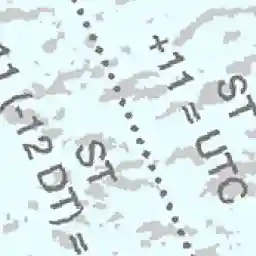 ST
+11 = UTC
ST
11 (-12 DT) =